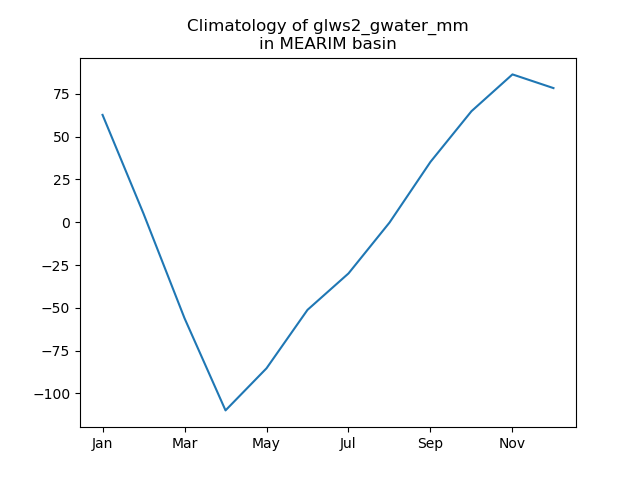 Climatology of glws2_gwater_mm
in MEARIM basin
75
50
25
0
−25
−50
−75
−100
Jan
Mar
May
Jul
Sep
Nov